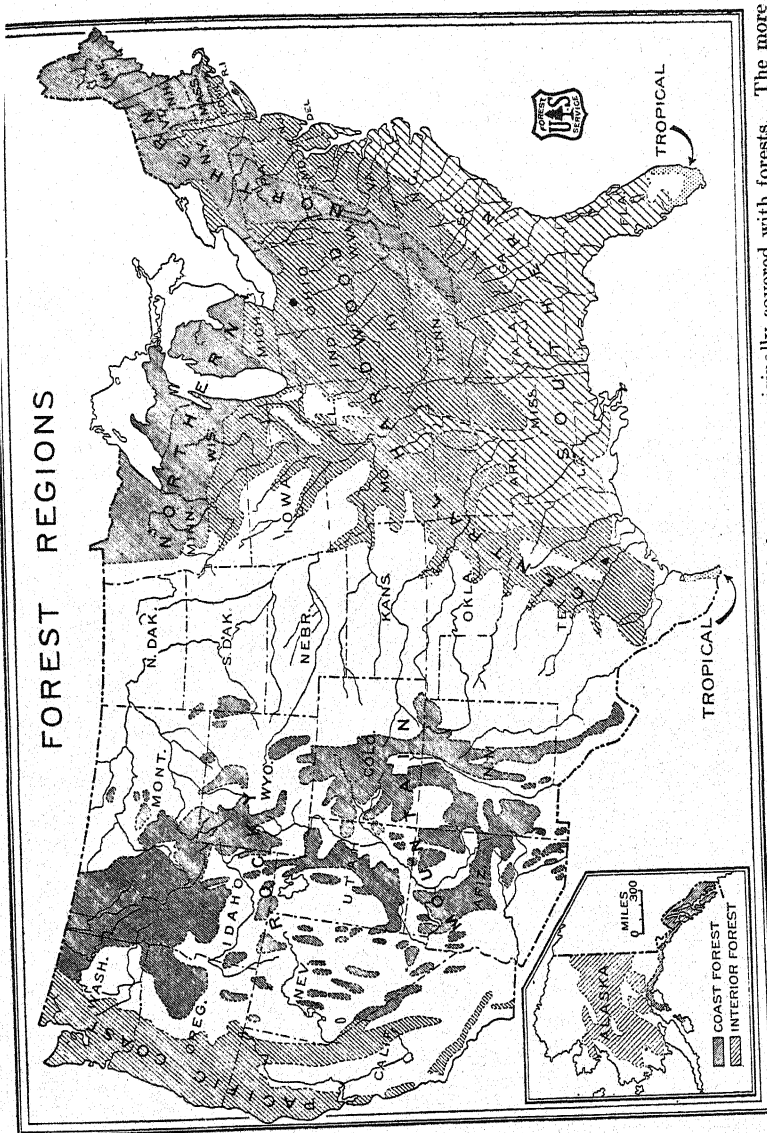 FOREST REGIONS
WASH.
OREG.
CALIF.
IDAHO
NEV.
MONT.
WYO.
UTAH
COLO.
ARIZ.
N.M.
N. DAK.
S. DAK.
NEBR.
KANS.
OKLA.
TEX.
MINN.
IOWA
MO.
ARK.
LA.
WIS.
ILL.
MICH.
IND.
OHIO
KY.
TENN.
MISS.
ALA.
GA.
FLA.
S.C.
N.C.
VA.
W.VA.
MD.
DEL
PA.
N.Y.
VT.
N.H.
MASS.
R I
ME.
PACIFIC COAST
ROCKY MOUNTAIN
NORTHERN
CENTRAL HARDWOOD
SOUTHERN
NORTHERN
TROPICAL
TROPICAL
FOREST SERVICE
U S
ALASKA
MILES
0 300
COAST FOREST
INTERIOR FOREST
covered with forests. The more